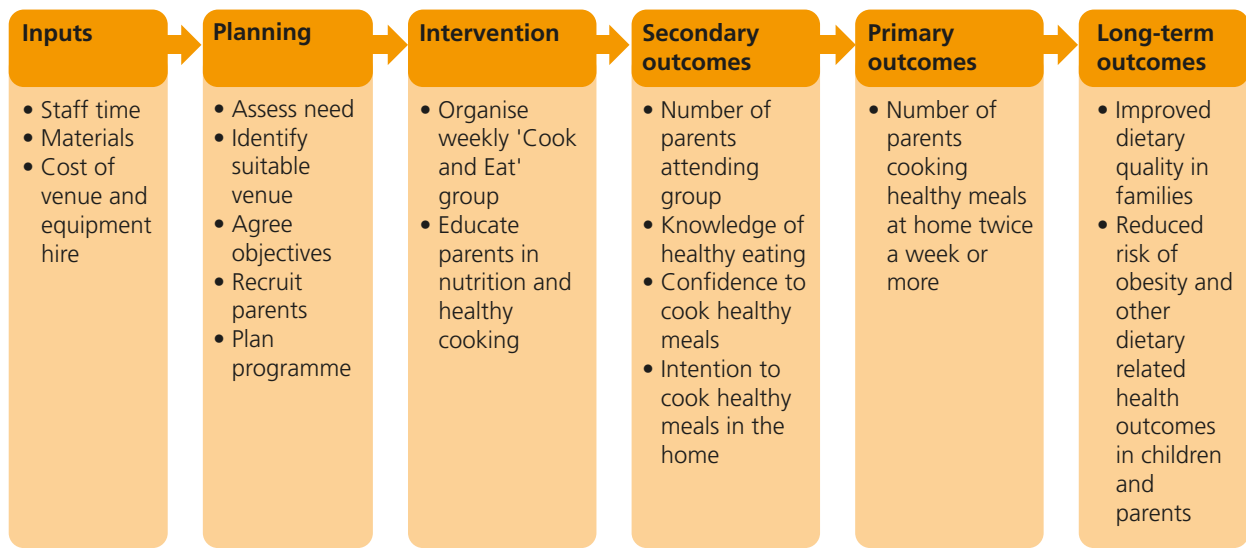 Inputs
• Staff time
• Materials
• Cost of
venue and
equipment
hire
Planning
• Assess need
• Identify
suitable
venue
• Agree
objectives
• Recruit
parents
• Plan
programme
Intervention
• Organise
weekly 'Cook
and Eat'
group
• Educate
parents in
nutrition and
healthy
cooking
Secondary
outcomes
• Number of
parents
attending
group
• Knowledge of
healthy eating
• Confidence to
cook healthy
meals
• Intention to
cook healthy
meals in the
home
Primary
outcomes
• Number of
parents
cooking
healthy meals
at home twice
a week or
more
Long-term
outcomes
• Improved
dietary
quality in
families
• Reduced
risk of
obesity and
other
dietary
related
health
outcomes
in children
and
parents